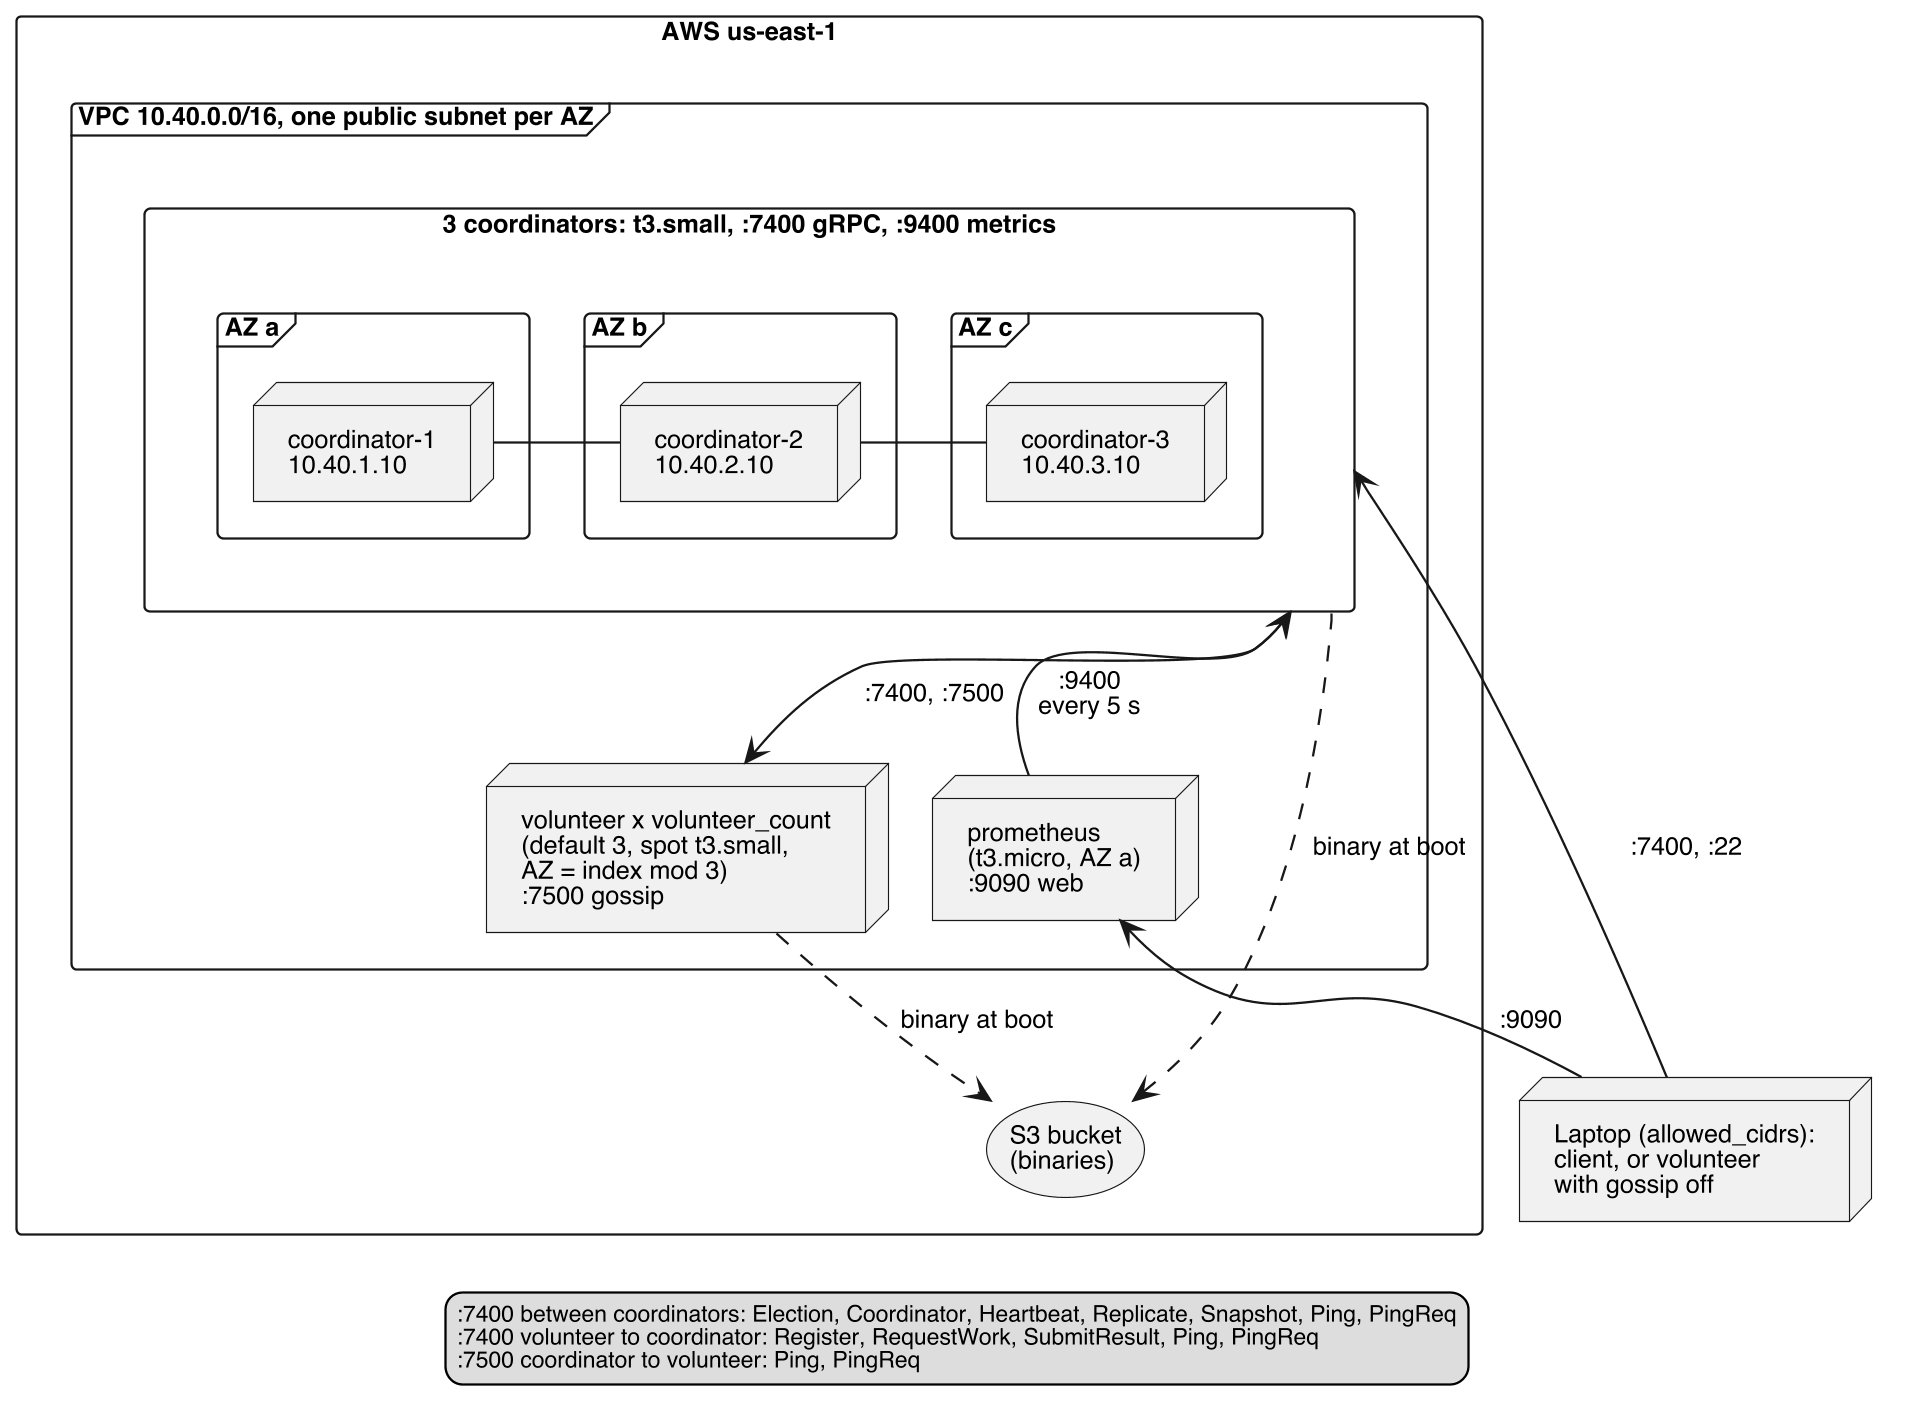 AWS us-east-1
VPC 10.40.0.0/16, one public subnet per AZ
3 coordinators: t3.small, :7400 gRPC, :9400 metrics
AZ a
AZ b
AZ c
coordinator-1
10.40.1.10
coordinator-2
10.40.2.10
coordinator-3
10.40.3.10
:7400, :7500
:9400
every 5 s
volunteer x volunteer_count
(default 3, spot t3.small,
AZ = index mod 3)
:7500 gossip
prometheus
(t3.micro, AZ a)
:9090 web
binary at boot
:7400, :22
binary at boot
:9090
S3 bucket
(binaries)
Laptop (allowed_cidrs):
client, or volunteer
with gossip off
:7400 between coordinators: Election, Coordinator, Heartbeat, Replicate, Snapshot, Ping, PingReq
:7400 volunteer to coordinator: Register, RequestWork, SubmitResult, Ping, PingReq
:7500 coordinator to volunteer: Ping, PingReq